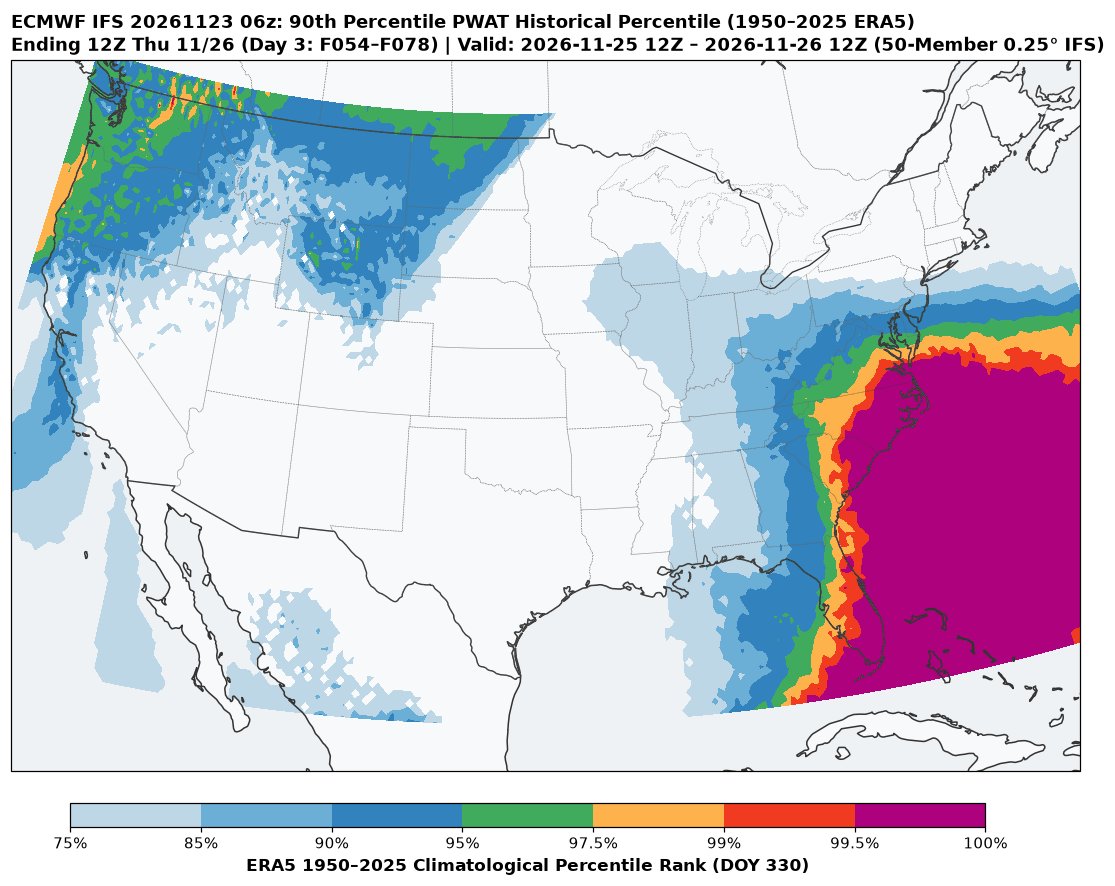 ECMWF IFS 20261123 06z: 90th Percentile PWAT Historical Percentile (1950–2025 ERA5)
Ending 12Z Thu 11/26 (Day 3: F054–F078) | Valid: 2026-11-25 12Z – 2026-11-26 12Z (50-Member 0.25° IFS)
75% 85% 90% 95% 97.5% 99% 99.5% 100%
ERA5 1950–2025 Climatological Percentile Rank (DOY 330)